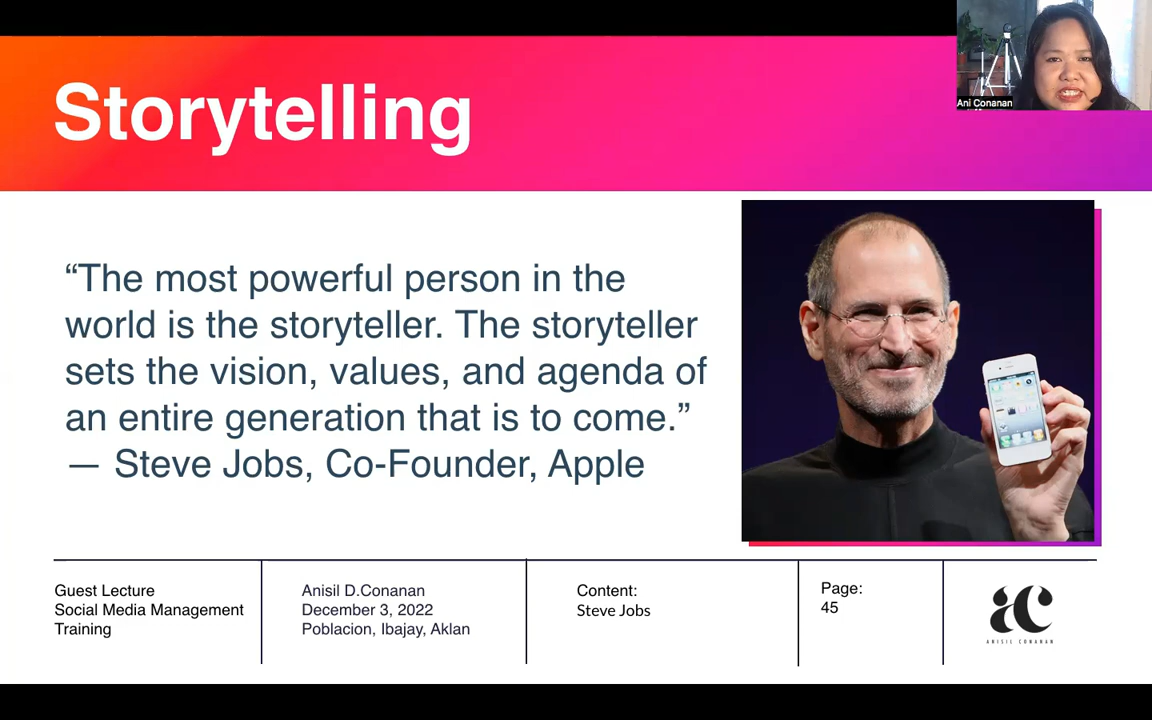 Storytelling
Ani Conanan
“The most powerful person in the
world is the storyteller. The storyteller
sets the vision, values, and agenda of
an entire generation that is to come.”
— Steve Jobs, Co-Founder, Apple
Guest Lecture
Social Media Management
Training
Anisil D.Conanan
December 3, 2022
Poblacion, Ibajay, Aklan
Content:
Steve Jobs
Page:
45
ac
ANISIL CONANAN